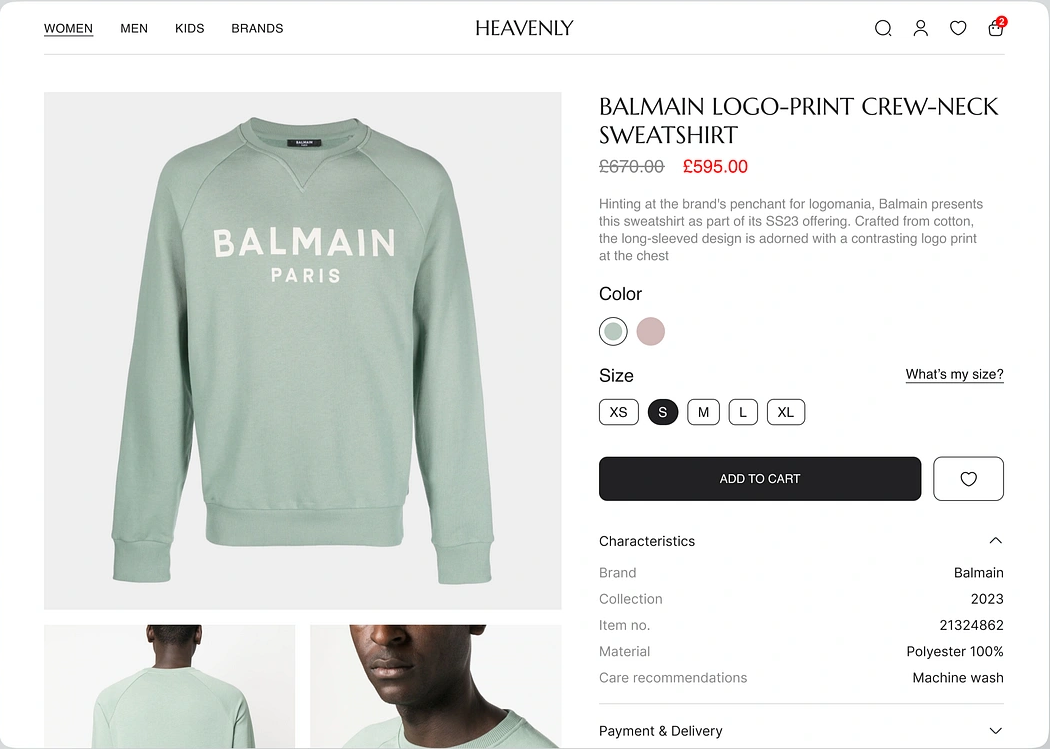 WOMEN MEN KIDS BRANDS HEAVENLY 2
BALMAIN
BALMAIN
PARIS
BALMAIN LOGO-PRINT CREW-NECK
SWEATSHIRT
£670.00 £595.00
Hinting at the brand's penchant for logomania, Balmain presents
this sweatshirt as part of its SS23 offering. Crafted from cotton,
the long-sleeved design is adorned with a contrasting logo print
at the chest
Color
Size What's my size?
XS S M L XL
ADD TO CART
Characteristics
Brand Balmain
Collection 2023
Item no. 21324862
Material Polyester 100%
Care recommendations Machine wash
Payment & Delivery